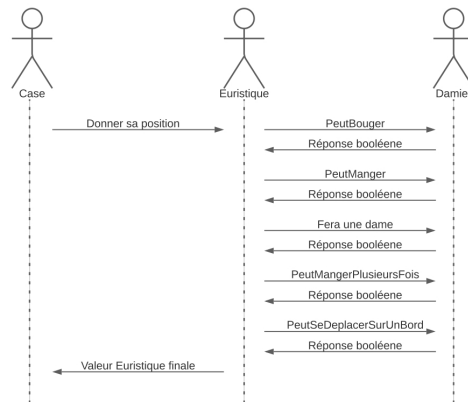 Case
Euristique
Damie
Donner sa position
PeutBouger
Réponse booléene
PeutManger
Réponse booléene
Fera une dame
Réponse booléene
PeutMangerPlusieursFois
Réponse booléene
PeutSeDeplacerSurUnBord
Réponse booléene
Valeur Euristique finale